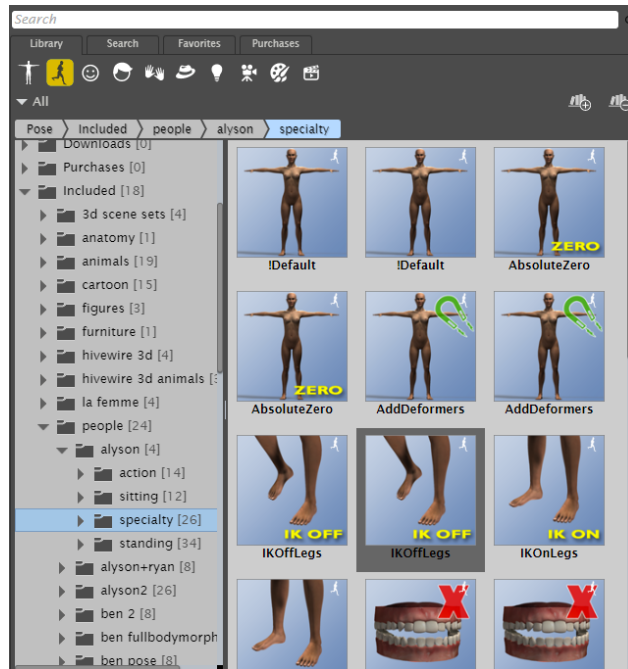 Search
Library Search Favorites Purchases
All
Pose Included people alyson specialty
Downloads [0]
Purchases [0]
Included [18]
3d scene sets [4]
anatomy [1]
animals [19]
cartoon [15]
figures [3]
furniture [1]
hivewire 3d [4]
hivewire 3d animals
la femme [4]
people [24]
alyson [4]
action [14]
sitting [12]
specialty [26]
standing [34]
alyson+ryan [8]
alyson2 [26]
ben 2 [8]
ben fullbodymorph
ben pose [8]
!Default !Default ZERO
AbsoluteZero
ZERO
AbsoluteZero AddDeformers AddDeformers
IK OFF IK OFF IK ON
IKOffLegs IKOffLegs IKOnLegs